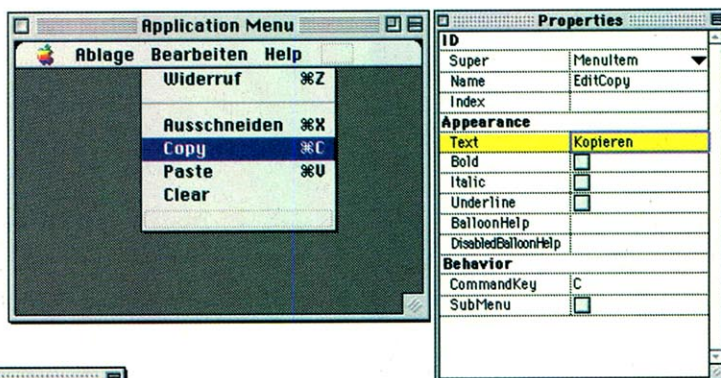 Application Menu
Ablage Bearbeiten Help
Widerruf ⌘Z
Ausschneiden ⌘X
Copy ⌘C
Paste ⌘V
Clear
Properties
ID
Super MenuItem
Name EditCopy
Index
Appearance
Text Kopieren
Bold
Italic
Underline
BalloonHelp
DisabledBalloonHelp
Behavior
CommandKey C
SubMenu